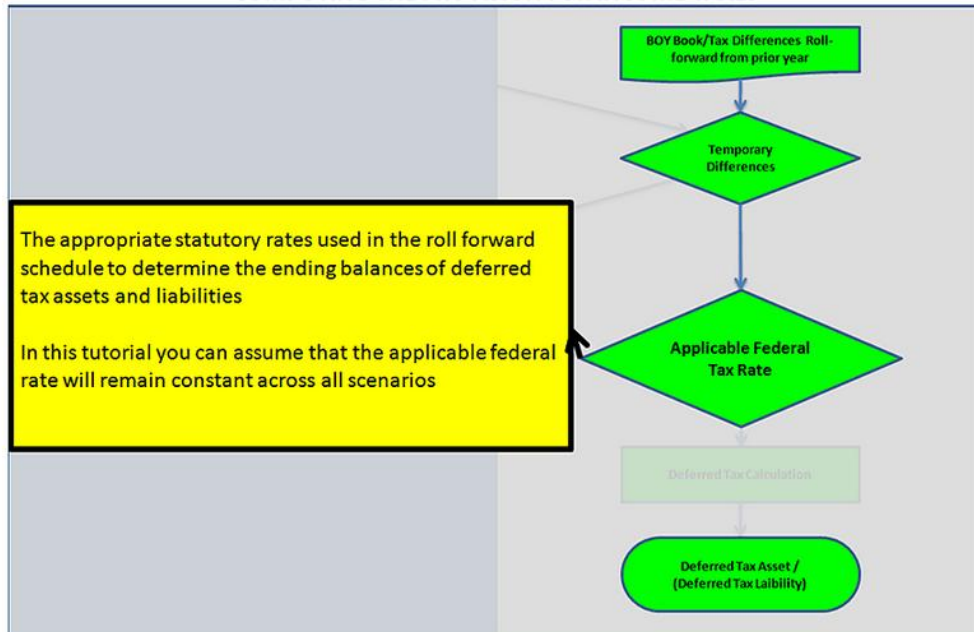 BOY Book/Tax Differences Roll-
forward from prior year
Temporary
Differences
The appropriate statutory rates used in the roll forward
schedule to determine the ending balances of deferred
tax assets and liabilities
In this tutorial you can assume that the applicable federal
rate will remain constant across all scenarios
Applicable Federal
Tax Rate
Deferred Tax Calculation
Deferred Tax Asset /
(Deferred Tax Laibility)